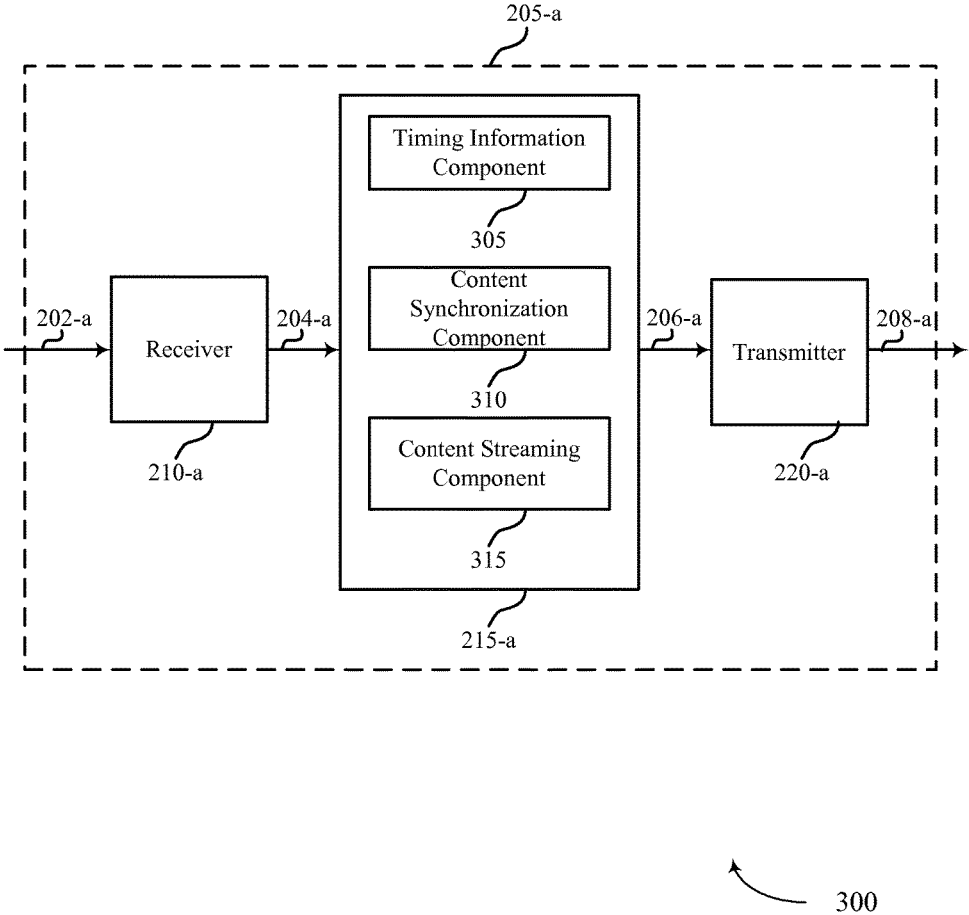 205-a
Timing Information
Component
305
Content
Synchronization
Component
310
Content Streaming
Component
315
215-a
202-a
Receiver
210-a
204-a
206-a
Transmitter
220-a
208-a
300